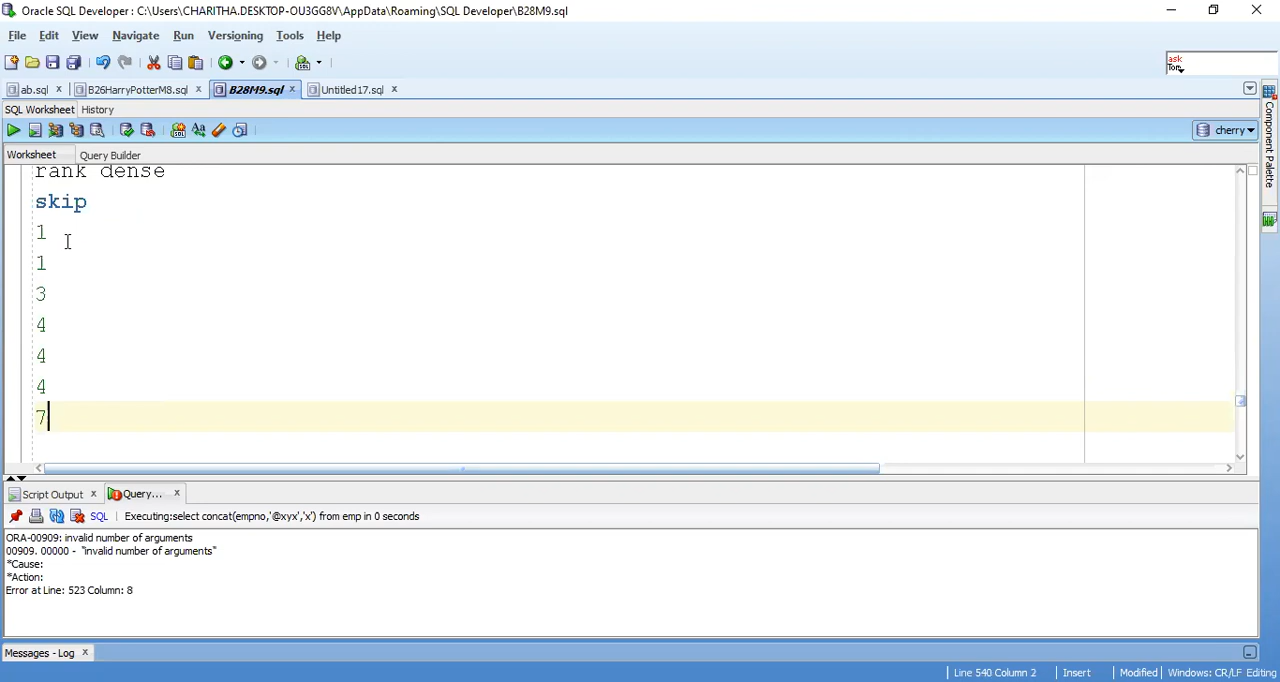 Oracle SQL Developer : C:\Users\CHARITHA.DESKTOP-OU3GG8V\AppData\Roaming\SQL Developer\B28M9.sql
File Edit View Navigate Run Versioning Tools Help
ask
Tom
ab.sql B26HarryPotterM8.sql B28M9.sql Untitled17.sql
SQL Worksheet History
cherry
Worksheet Query Builder
rank dense
skip
1
1
3
4
4
4
7
Component Palette
Script Output Query...
SQL Executing:select concat(empno,'@xyx','x') from emp in 0 seconds
ORA-00909: invalid number of arguments
00909. 00000 - "invalid number of arguments"
*Cause:
*Action:
Error at Line: 523 Column: 8
Messages - Log
Line 540 Column 2 Insert Modified Windows: CR/LF Editing